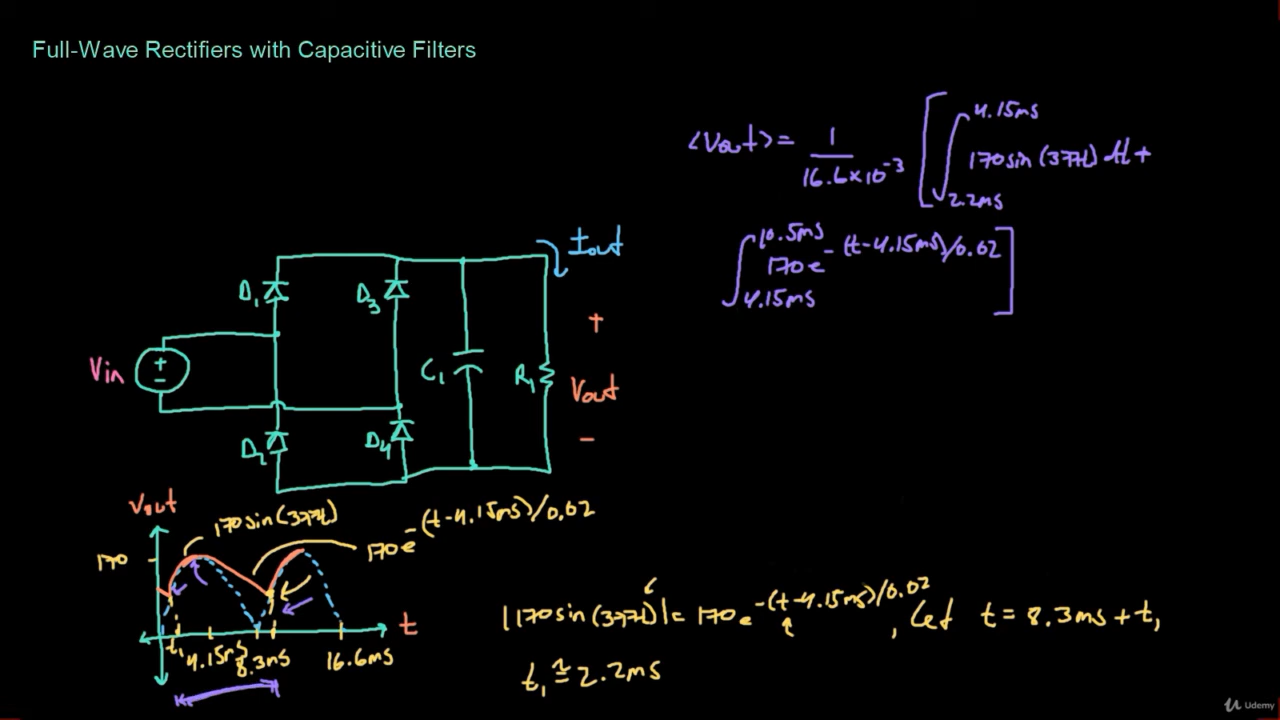 Full-Wave Rectifiers with Capacitive Filters
<Vout> = 1/16.6×10^-3 [ ∫ 2.2ms 4.15ms 170sin(377t) dt +
∫ 4.15ms 10.5ms 170e^-(t-4.15ms)/0.02 ]
Iout
D1
D3
+
Vin
+
-
C1
R1
Vout
D2
D4
-
Vout
170sin(377t)
170e^-(t-4.15ms)/0.02
170
t
t1
4.15ms
8.3ms
16.6ms
|170sin(377t)| = 170e^-(t-4.15ms)/0.02, Let t = 8.3ms + t1
t1 ≅ 2.2ms
Udemy